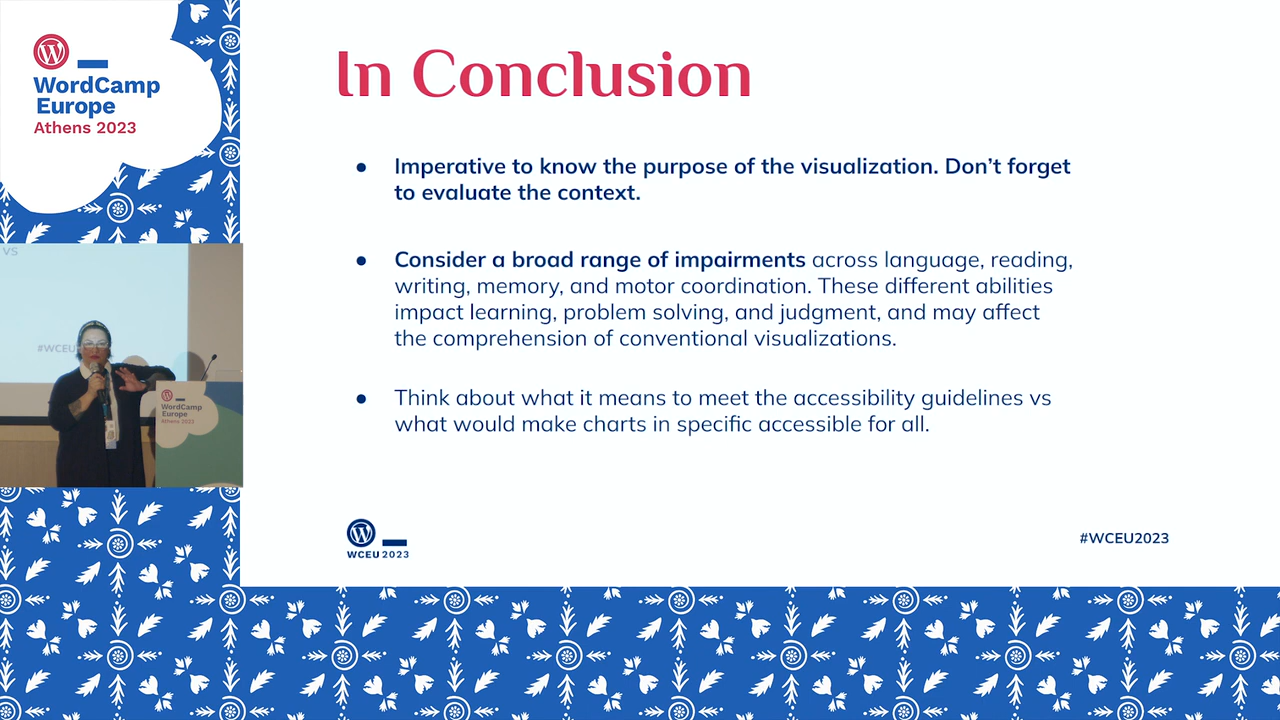 WordCamp
Europe
Athens 2023
In Conclusion
● Imperative to know the purpose of the visualization. Don’t forget
to evaluate the context.
● Consider a broad range of impairments across language, reading,
writing, memory, and motor coordination. These different abilities
impact learning, problem solving, and judgment, and may affect
the comprehension of conventional visualizations.
● Think about what it means to meet the accessibility guidelines vs
what would make charts in specific accessible for all.
WCEU 2023
#WCEU2023
vs
#WCEU
WordCamp
Europe
Athens 2023